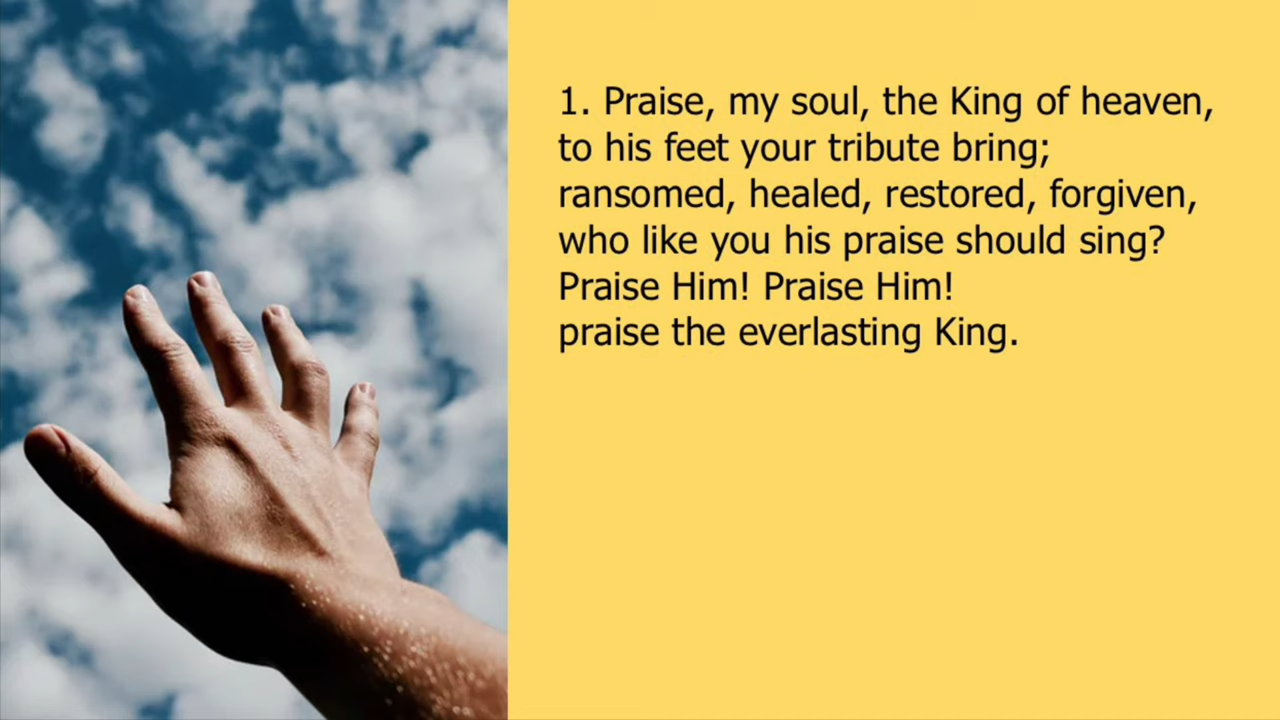 1. Praise, my soul, the King of heaven,
to his feet your tribute bring;
ransomed, healed, restored, forgiven,
who like you his praise should sing?
Praise Him! Praise Him!
praise the everlasting King.